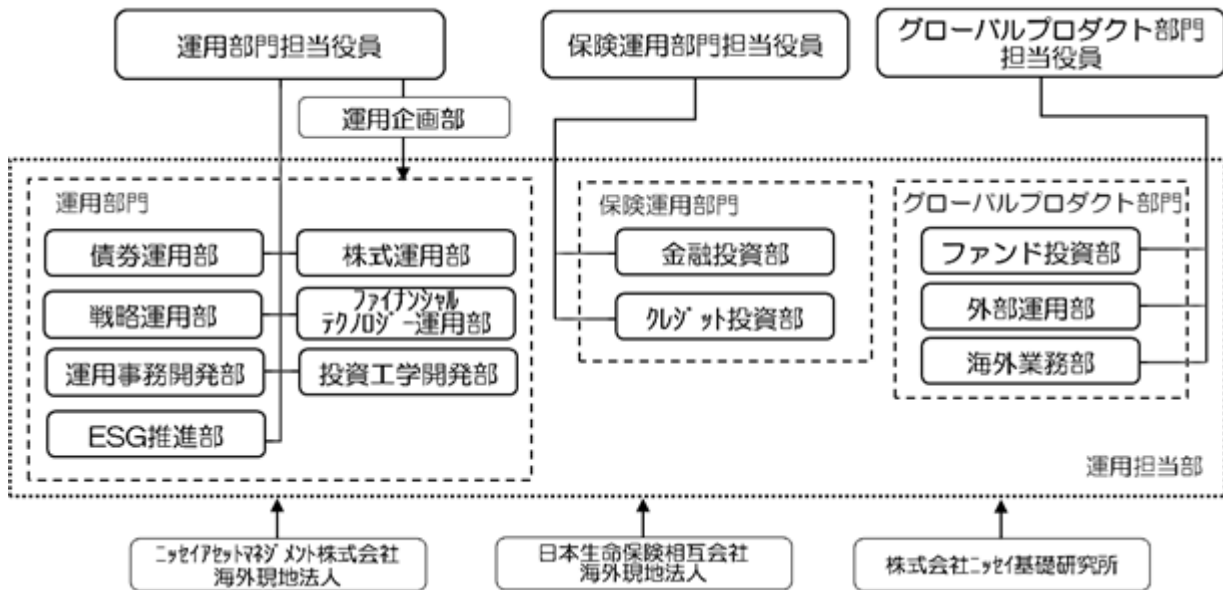 運用部門担当役員
保険運用部門担当役員
グローバルプロダクト部門
担当役員
運用企画部
運用部門
債券運用部
株式運用部
戦略運用部
ファイナンシャル
テクノロジー運用部
運用事務開発部
投資工学開発部
ESG推進部
保険運用部門
金融投資部
クレジット投資部
グローバルプロダクト部門
ファンド投資部
外部運用部
海外業務部
運用担当部
ニッセイアセットマネジメント株式会社
海外現地法人
日本生命保険相互会社
海外現地法人
株式会社ニッセイ基礎研究所